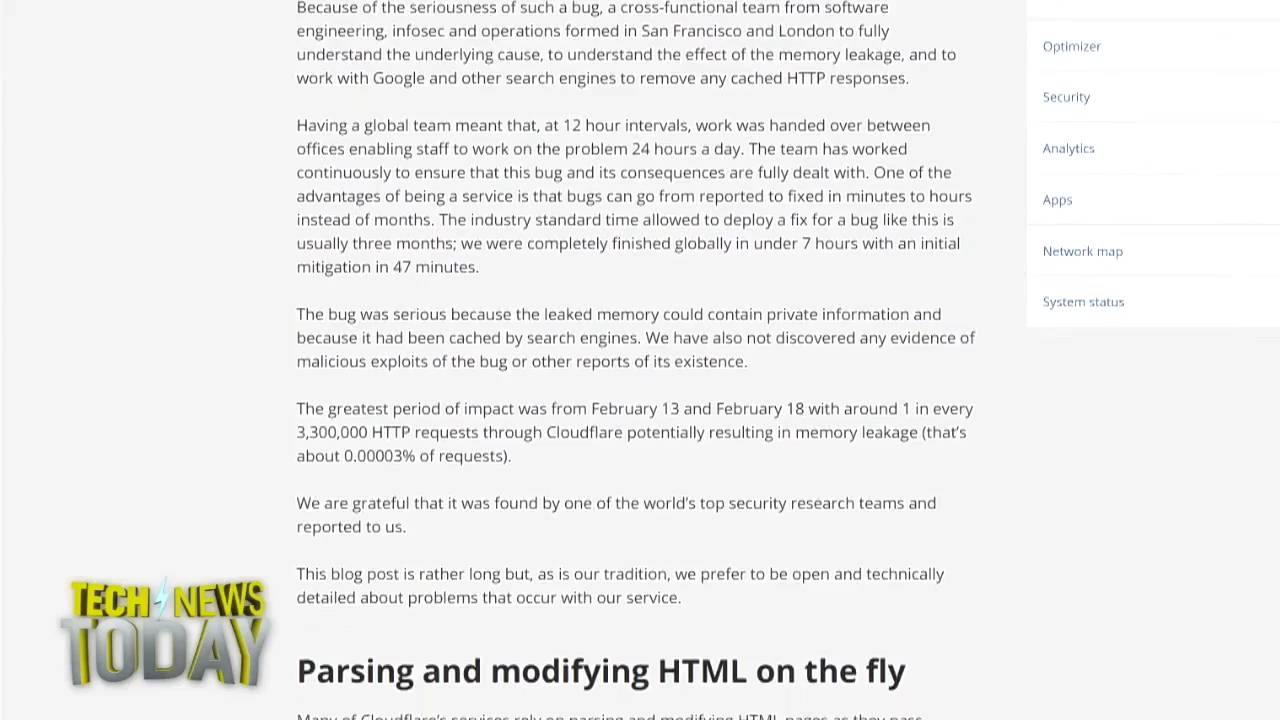 Because of the seriousness of such a bug, a cross-functional team from software
engineering, infosec and operations formed in San Francisco and London to fully
understand the underlying cause, to understand the effect of the memory leakage, and to
work with Google and other search engines to remove any cached HTTP responses.
Having a global team meant that, at 12 hour intervals, work was handed over between
offices enabling staff to work on the problem 24 hours a day. The team has worked
continuously to ensure that this bug and its consequences are fully dealt with. One of the
advantages of being a service is that bugs can go from reported to fixed in minutes to hours
instead of months. The industry standard time allowed to deploy a fix for a bug like this is
usually three months; we were completely finished globally in under 7 hours with an initial
mitigation in 47 minutes.
The bug was serious because the leaked memory could contain private information and
because it had been cached by search engines. We have also not discovered any evidence of
malicious exploits of the bug or other reports of its existence.
The greatest period of impact was from February 13 and February 18 with around 1 in every
3,300,000 HTTP requests through Cloudflare potentially resulting in memory leakage (that's
about 0.00003% of requests).
We are grateful that it was found by one of the world's top security research teams and
reported to us.
This blog post is rather long but, as is our tradition, we prefer to be open and technically
detailed about problems that occur with our service.
Parsing and modifying HTML on the fly
Many of Cloudflare's services rely on parsing and modifying HTML pages as they pass
Optimizer
Security
Analytics
Apps
Network map
System status
TECH NEWS
TODAY